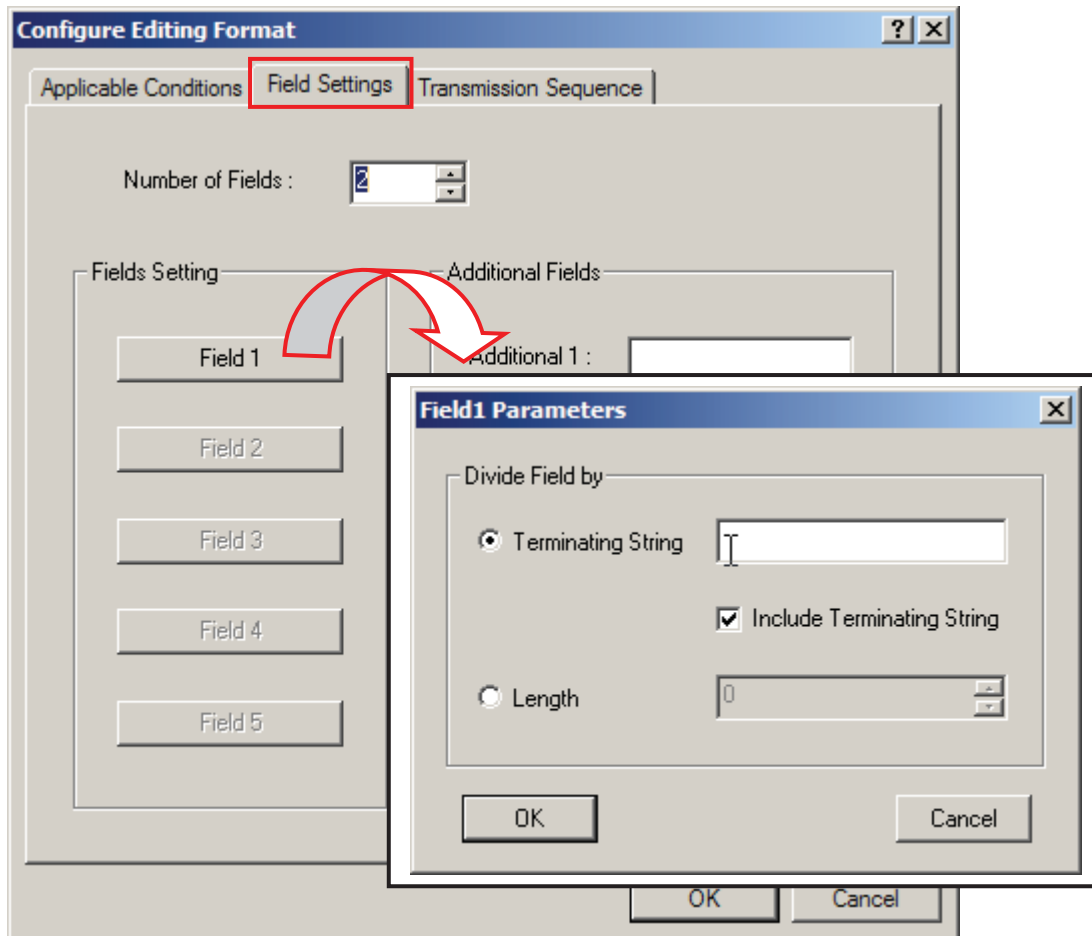 Configure Editing Format
Applicable Conditions Field Settings Transmission Sequence
Number of Fields : 2
Fields Setting
Field 1
Field 2
Field 3
Field 4
Field 5
Additional Fields
Additional 1 :
Field1 Parameters
Divide Field by
Terminating String
Include Terminating String
Length 0
OK Cancel
OK Cancel